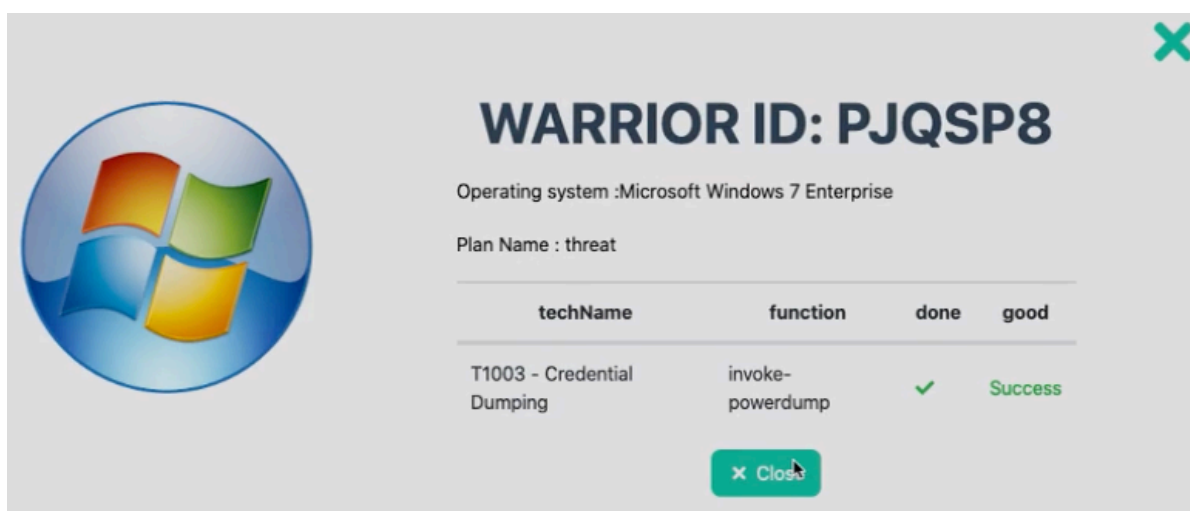 WARRIOR ID: PJQSP8
Operating system :Microsoft Windows 7 Enterprise
Plan Name : threat
techName function done good
T1003 - Credential Dumping invoke-powerdump Success
Close